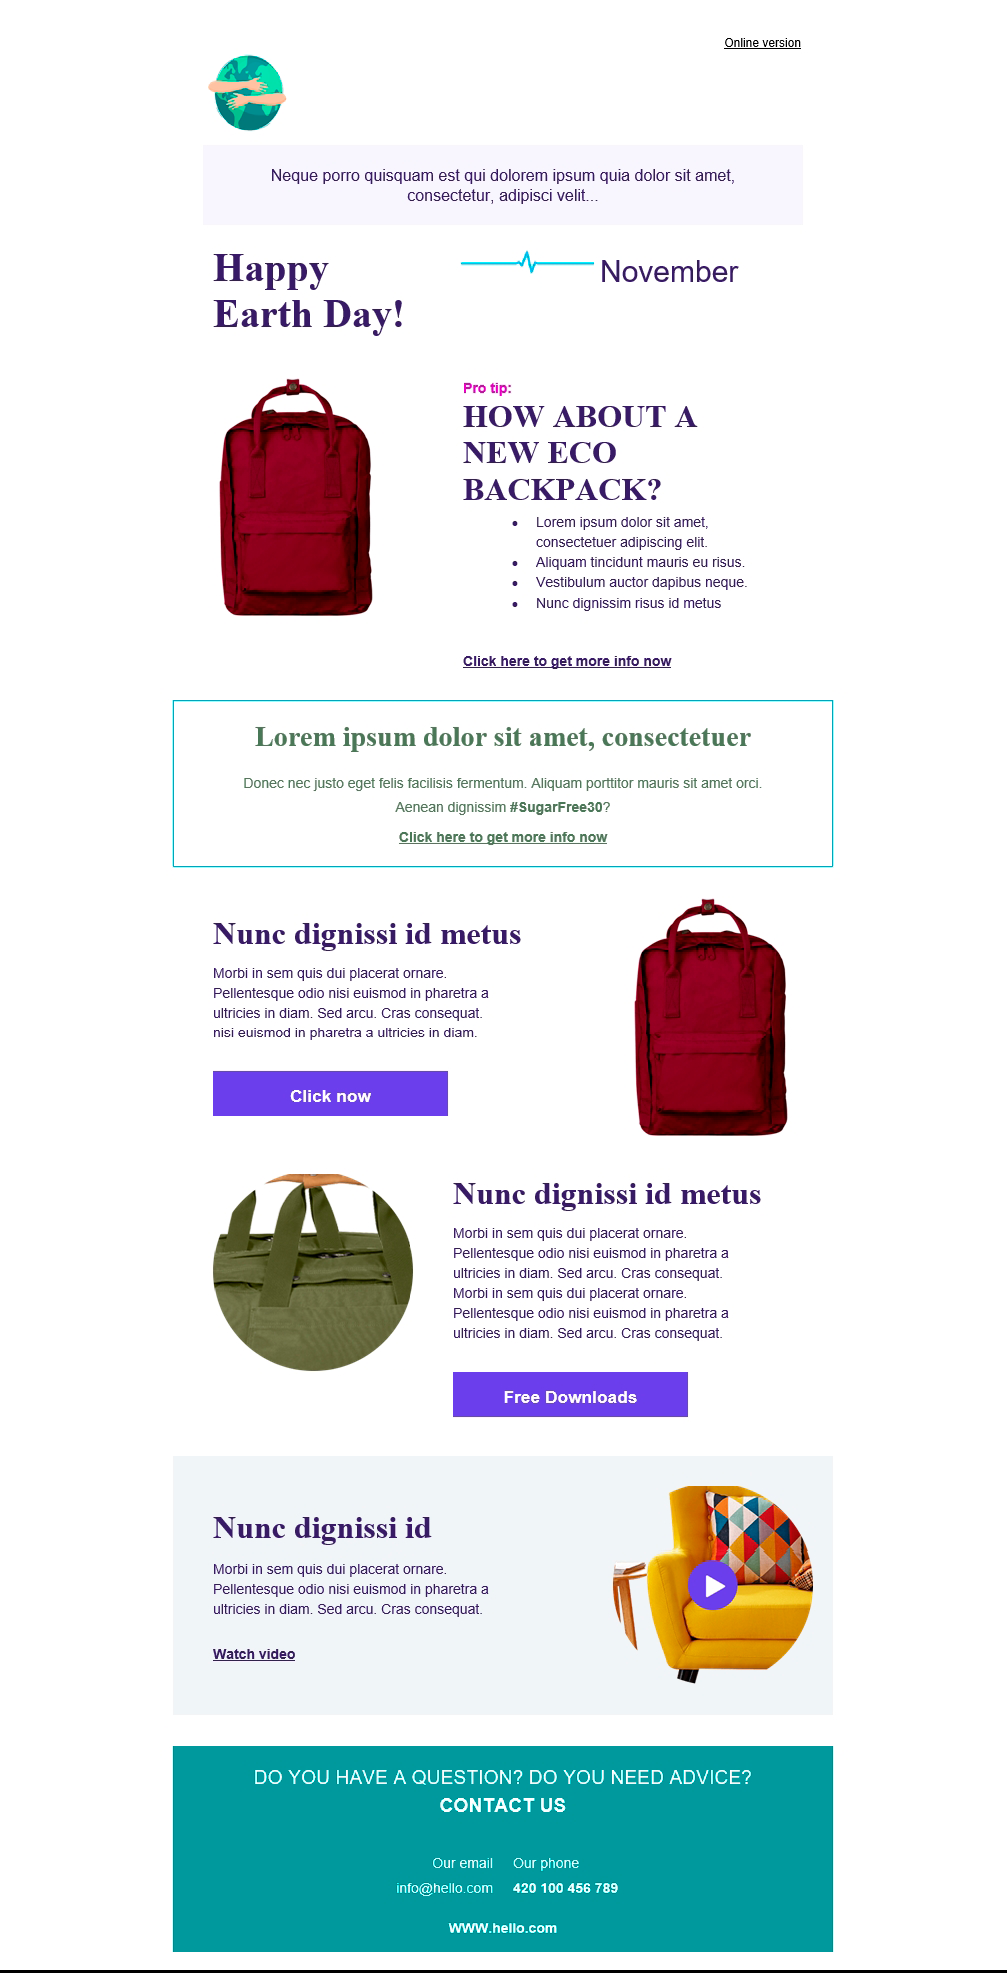 Online version
Neque porro quisquam est qui dolorem ipsum quia dolor sit amet,
consectetur, adipisci velit...
Happy
Earth Day!
November
Pro tip:
HOW ABOUT A
NEW ECO
BACKPACK?
• Lorem ipsum dolor sit amet,
consectetuer adipiscing elit.
• Aliquam tincidunt mauris eu risus.
• Vestibulum auctor dapibus neque.
• Nunc dignissim risus id metus
Click here to get more info now
Lorem ipsum dolor sit amet, consectetuer
Donec nec justo eget felis facilisis fermentum. Aliquam porttitor mauris sit amet orci.
Aenean dignissim #SugarFree30?
Click here to get more info now
Nunc dignissi id metus
Morbi in sem quis dui placerat ornare.
Pellentesque odio nisi euismod in pharetra a
ultricies in diam. Sed arcu. Cras consequat.
nisi euismod in pharetra a ultricies in diam.
Click now
Nunc dignissi id metus
Morbi in sem quis dui placerat ornare.
Pellentesque odio nisi euismod in pharetra a
ultricies in diam. Sed arcu. Cras consequat.
Morbi in sem quis dui placerat ornare.
Pellentesque odio nisi euismod in pharetra a
ultricies in diam. Sed arcu. Cras consequat.
Free Downloads
Nunc dignissi id
Morbi in sem quis dui placerat ornare.
Pellentesque odio nisi euismod in pharetra a
ultricies in diam. Sed arcu. Cras consequat.
Watch video
DO YOU HAVE A QUESTION? DO YOU NEED ADVICE?
CONTACT US
Our email
info@hello.com
Our phone
420 100 456 789
WWW.hello.com